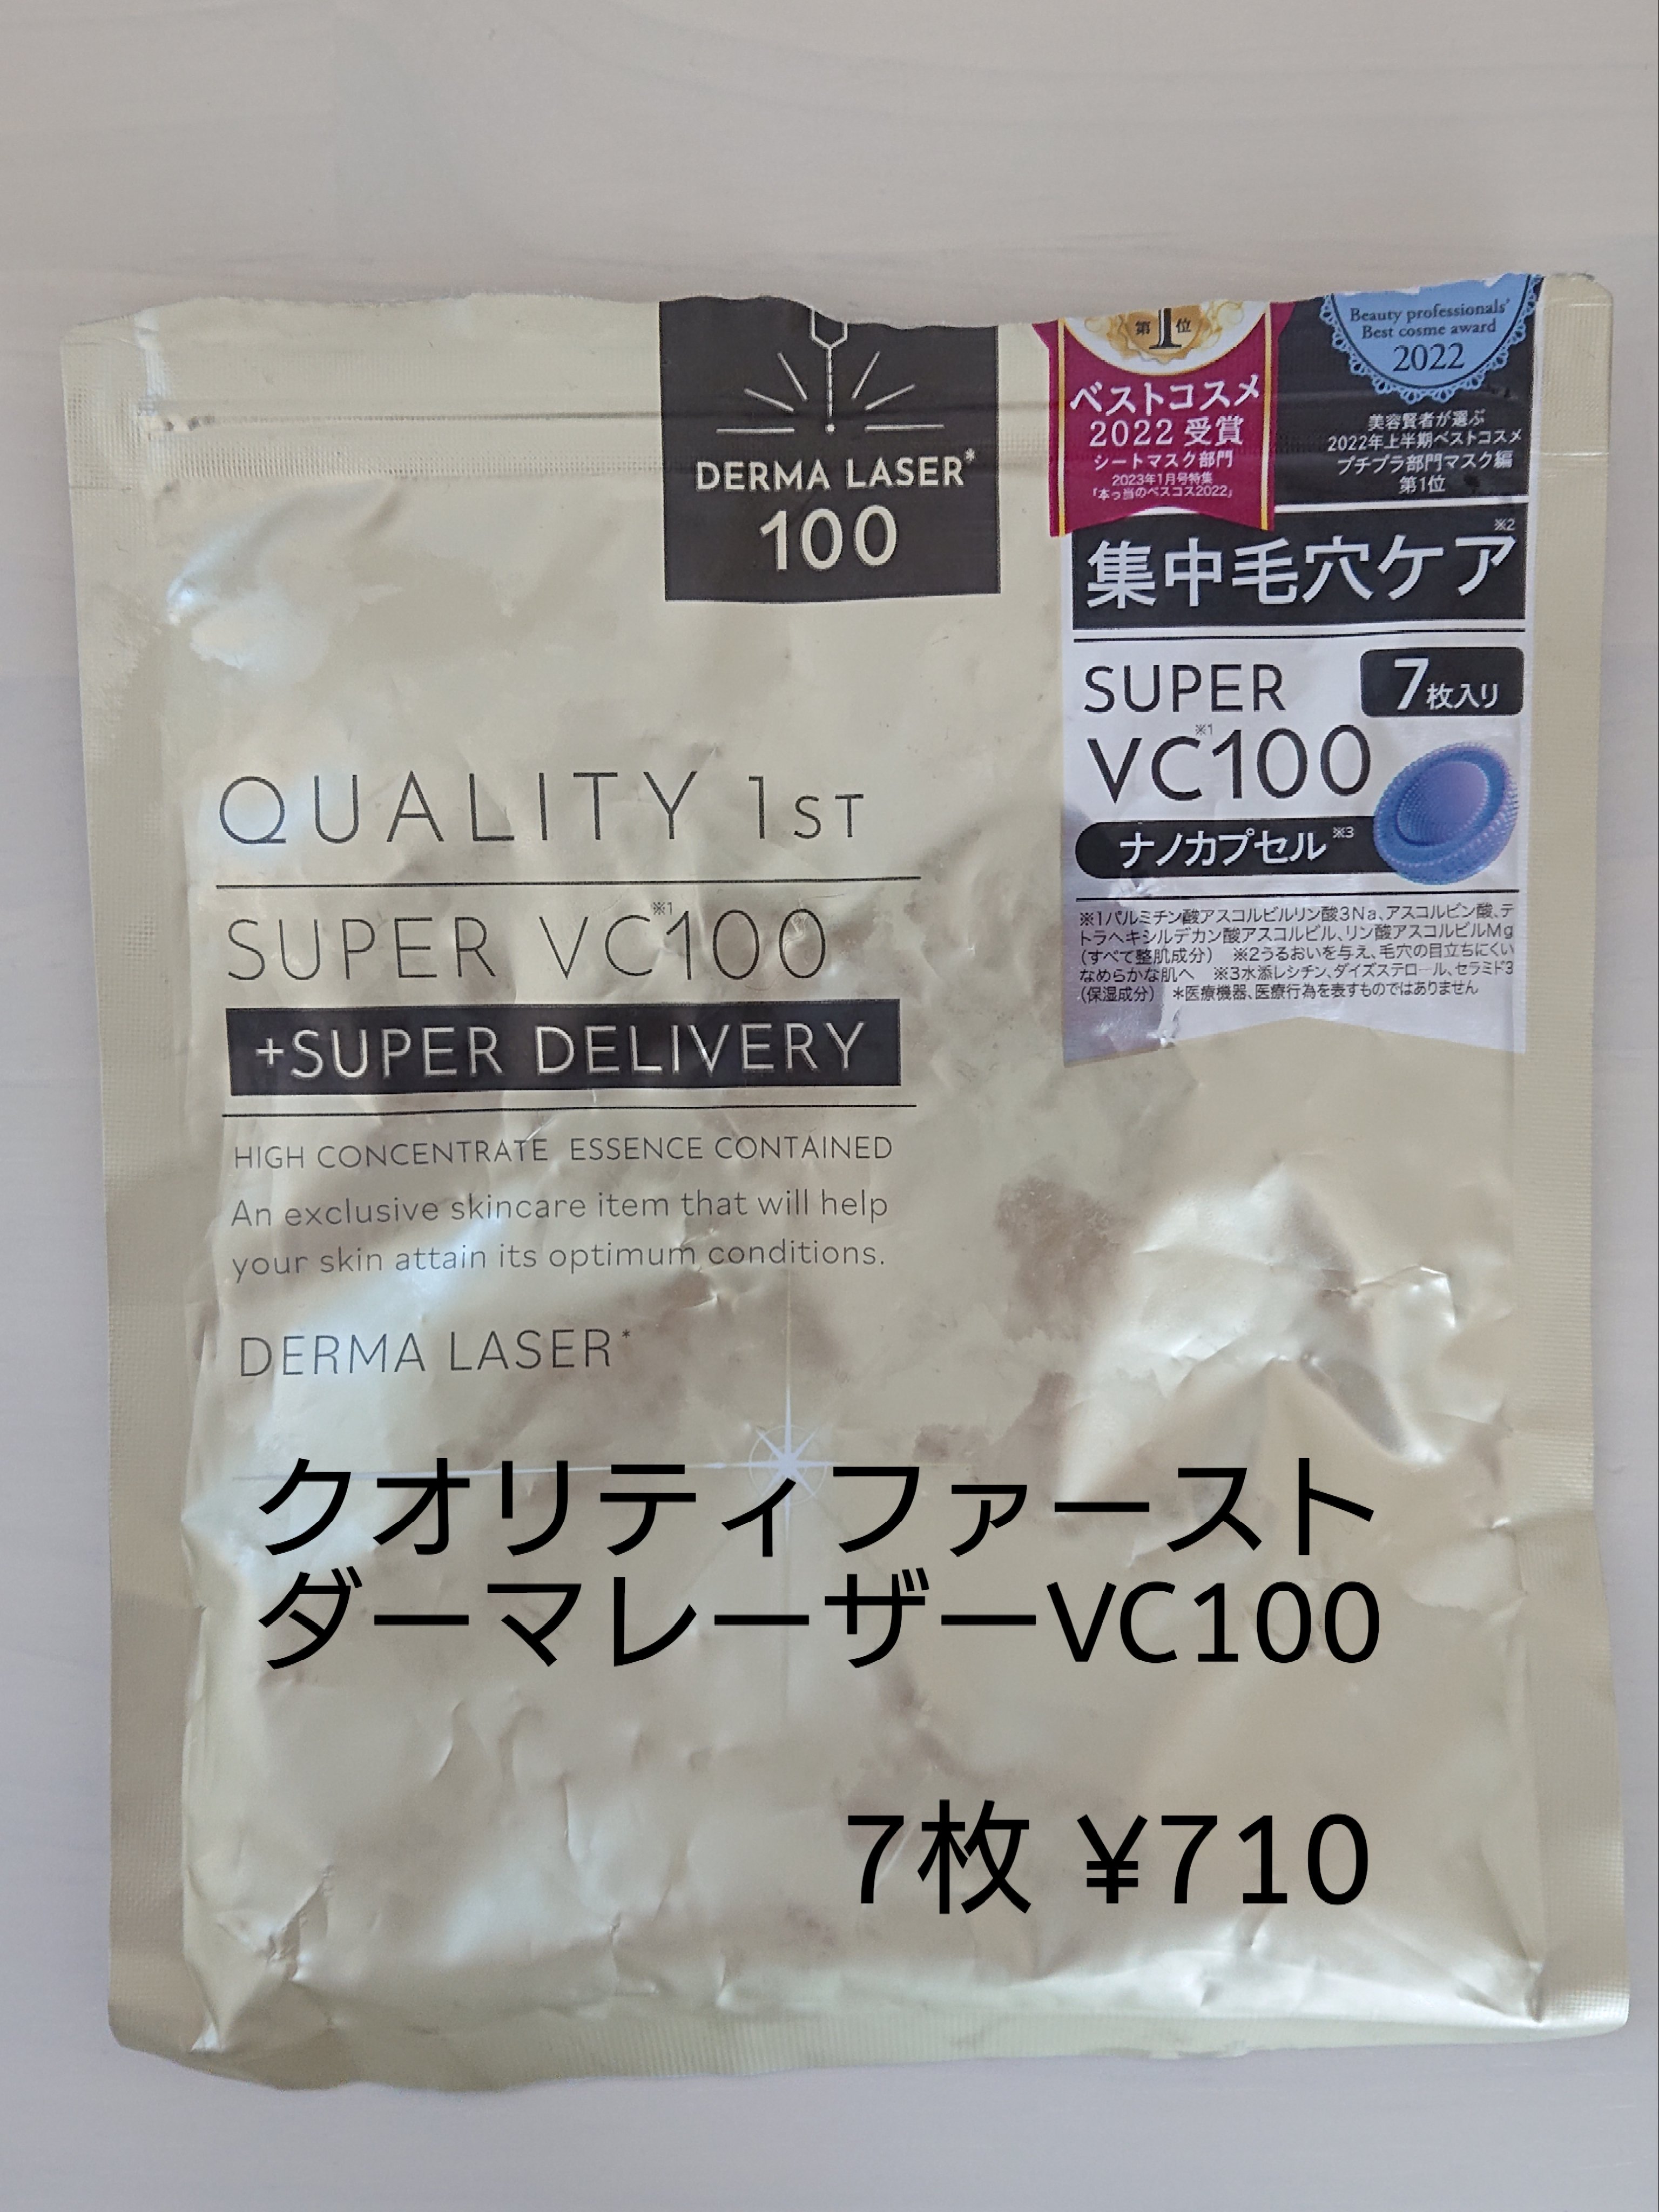 DERMA LASER*
100
第1位
ベストコスメ
2022 受賞
シートマスク部門
2023年1月号特集
「本っ当のベスコス2022」
Beauty professionals'
Best cosme award
2022
美容賢者が選ぶ
2022年上半期ベストコスメ
プチプラ部門マスク編
第1位
集中毛穴ケア※2
SUPER
7枚入り
VC※1100
ナノカプセル※3
※1パルミチン酸アスコルビルリン酸3Na、アスコルビン酸、テ
トラヘキシルデカン酸アスコルビル、リン酸アスコルビルMg
(すべて整肌成分) ※2うるおいを与え、毛穴の目立ちにくい
なめらかな肌へ ※3水添レシチン、ダイズステロール、セラミド3
(保湿成分) *医療機器、医療行為を表すものではありません
QUALITY 1ST
SUPER VC※1100
+SUPER DELIVERY
HIGH CONCENTRATE ESSENCE CONTAINED
An exclusive skincare item that will help
your skin attain its optimum conditions.
DERMA LASER*
クオリティファースト
ダーマレーザーVC100
7枚 ¥710